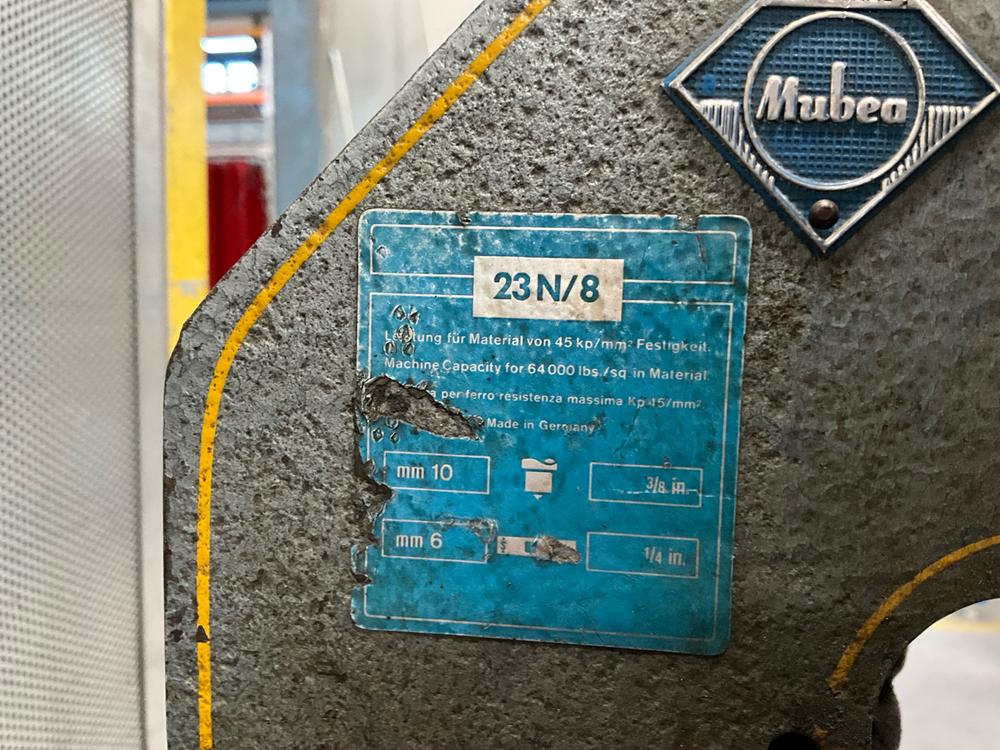 Mubea
23 N/8
Leistung für Material von 45 kp/mm² Festigkeit.
Machine Capacity for 64 000 lbs./sq in Material.
per ferro resistenza massima Kp 45/mm².
Made in Germany
mm 10
3/8 in.
mm 6
1/4 in.